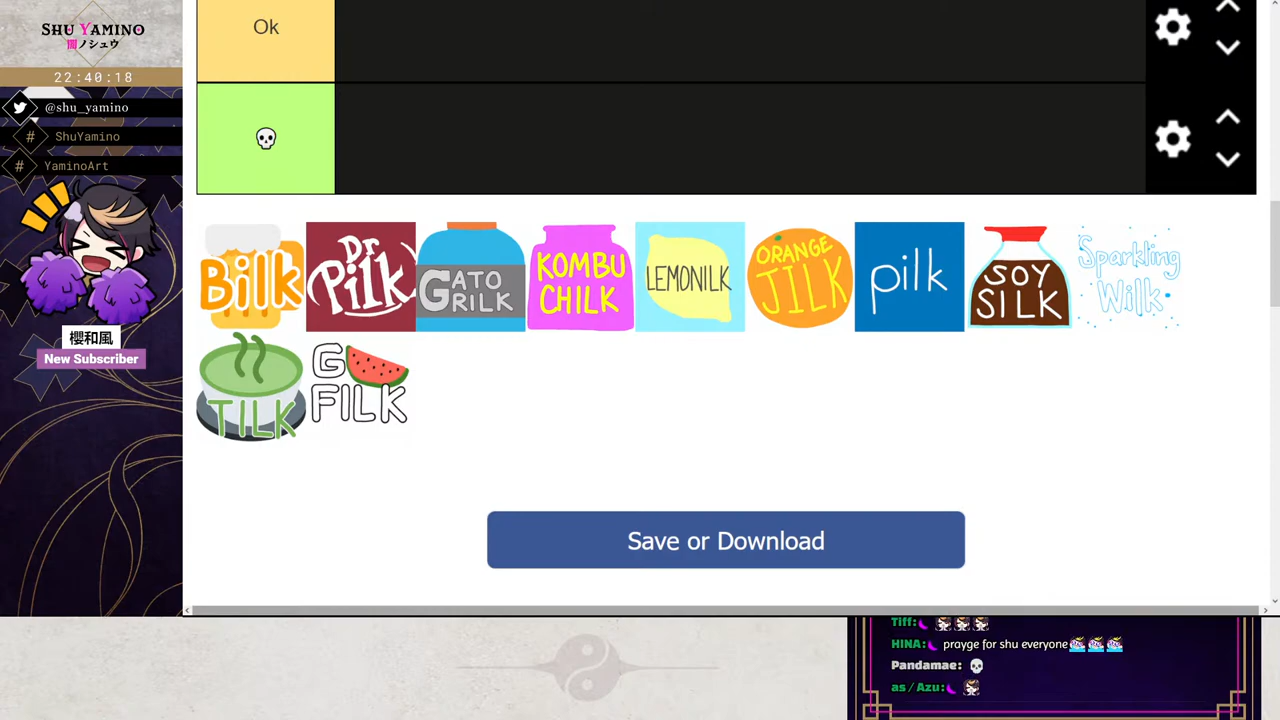 SHU YAMINO
闇ノシュウ
22:40:18
@shu_yamino
# ShuYamino
# YaminoArt
櫻和風
New Subscriber
Ok
Bilk
DR PilK
GATO GRILK
KOMBU CHILK
LEMONILK
ORANGE JILK
pilk
SOY SILK
Sparkling Wilk
TILK
GO FILK
Save or Download
Tiff:
HINA: prayge for shu everyone
Pandamae:
as/Azu: